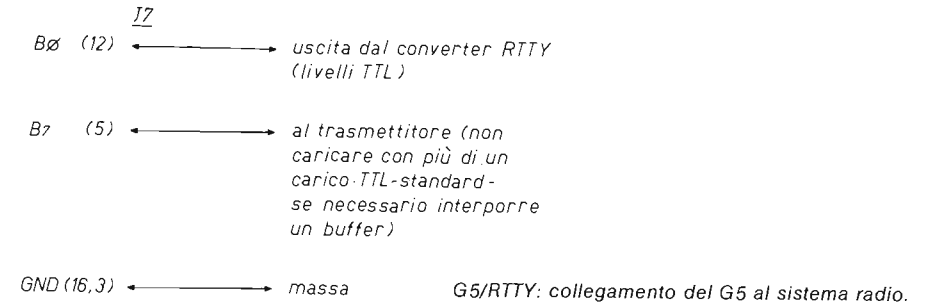 J7
BØ (12) uscita dal converter RTTY
(livelli TTL)
B7 (5) al trasmettitore (non
caricare con più di un
carico TTL-standard-
se necessario interporre
un buffer)
GND (16,3) massa
G5/RTTY: collegamento del G5 al sistema radio.